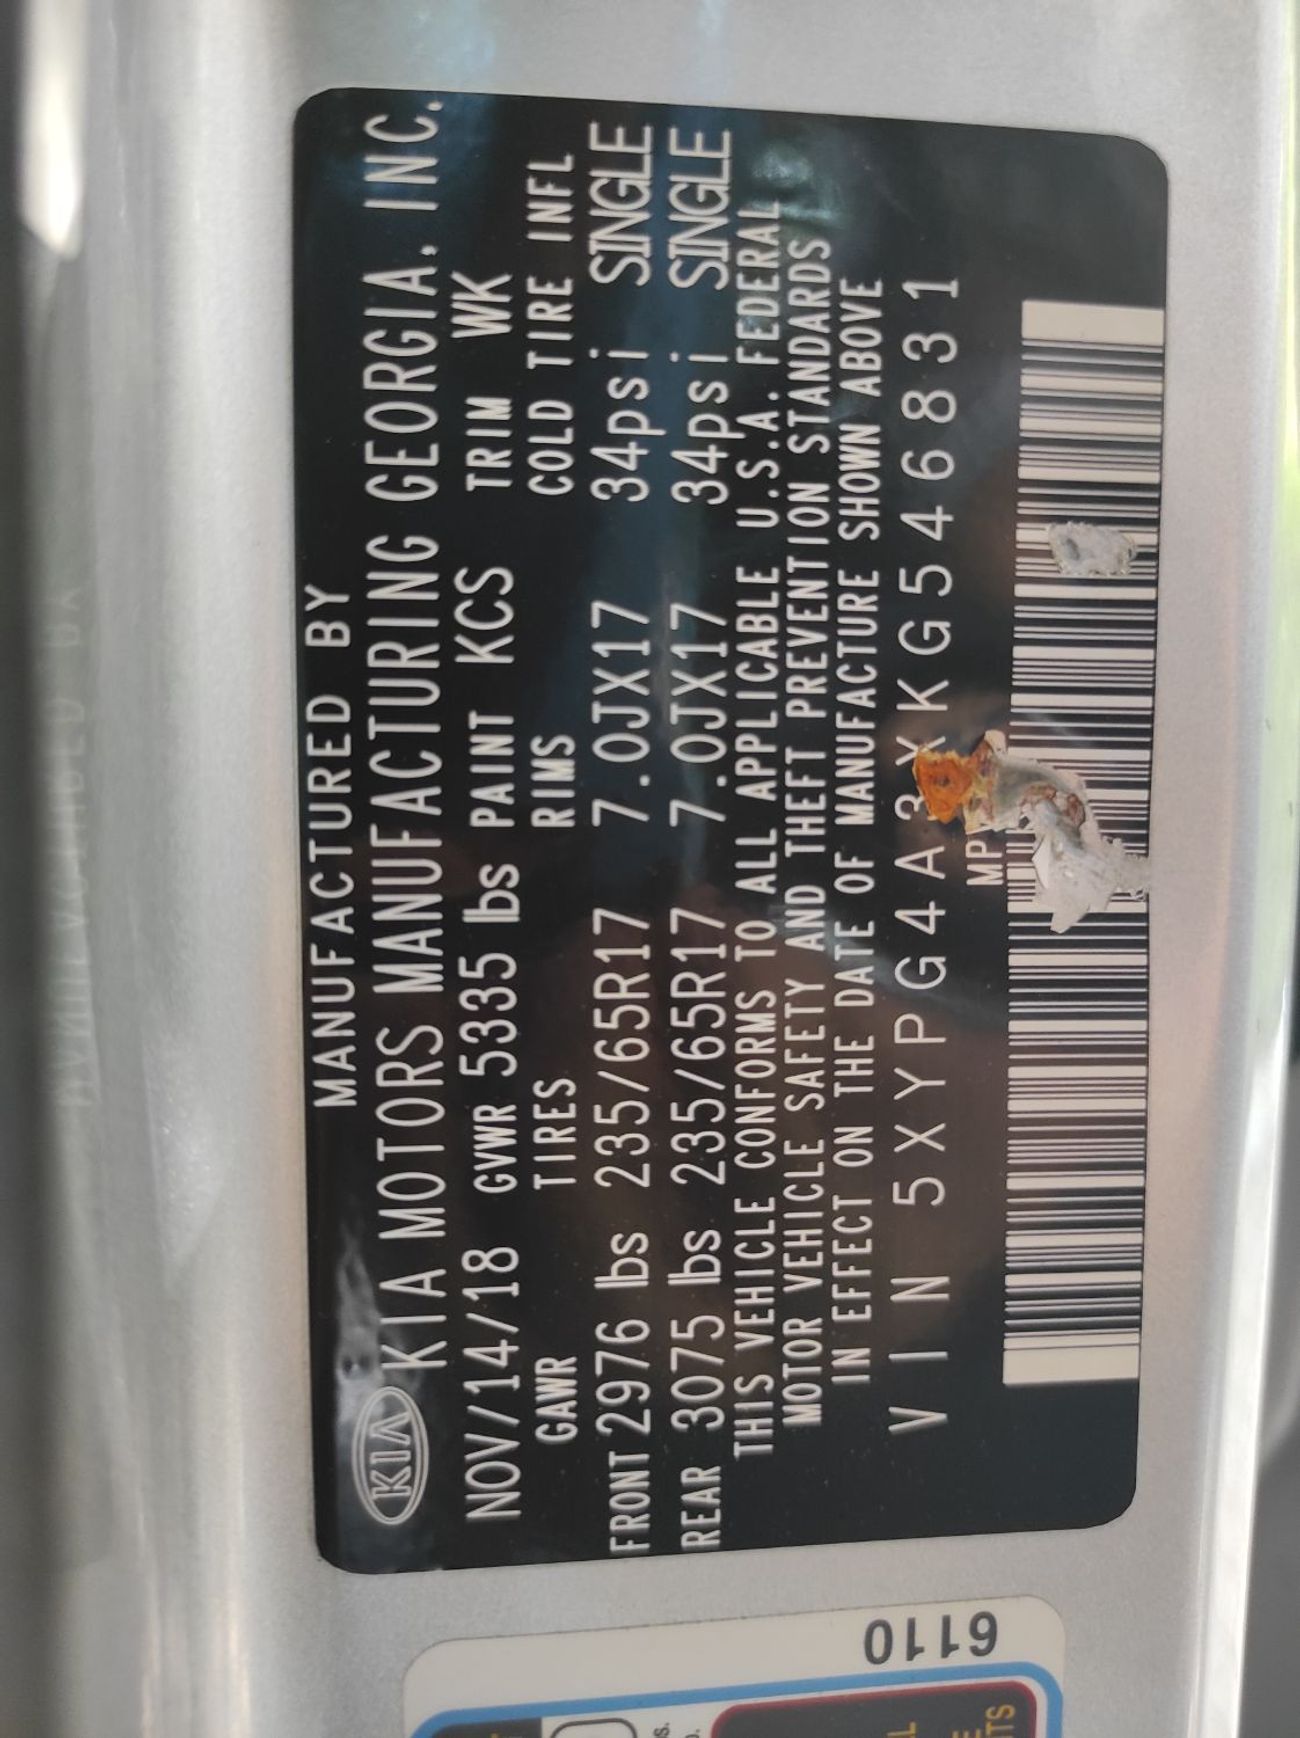 MANUFACTURED BY
KIA KIA MOTORS MANUFACTURING GEORGIA, INC.
NOV/14/18 GVWR 5335 lbs PAINT KCS TRIM WK
GAWR TIRES RIMS COLD TIRE INFL
FRONT 2976 lbs 235/65R17 7.0JX17 34psi SINGLE
REAR 3075 lbs 235/65R17 7.0JX17 34psi SINGLE
THIS VEHICLE CONFORMS TO ALL APPLICABLE U.S.A. FEDERAL
MOTOR VEHICLE SAFETY AND THEFT PREVENTION STANDARDS
IN EFFECT ON THE DATE OF MANUFACTURE SHOWN ABOVE
VIN 5XYPG4A3XKG546831
6110